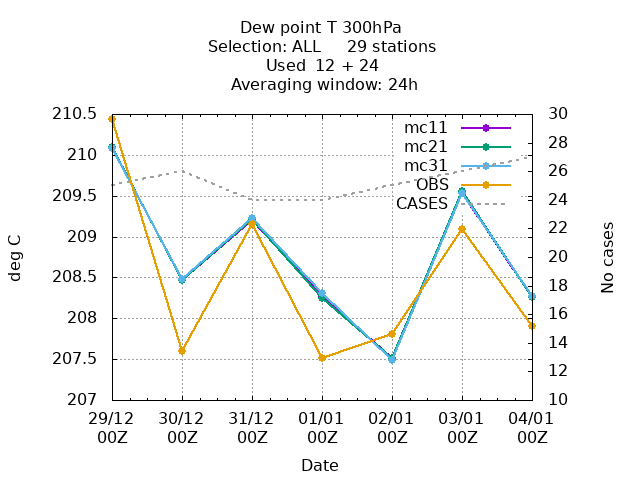 Dew point T 300hPa
Selection: ALL 29 stations
Used 12 + 24
Averaging window: 24h
210.5
210
209.5
209
208.5
208
207.5
207
deg C
30
28
26
24
22
20
18
16
14
12
10
No cases
mc11
mc21
mc31
OBS
CASES
29/12 30/12 31/12 01/01 02/01 03/01 04/01
00Z 00Z 00Z 00Z 00Z 00Z 00Z
Date